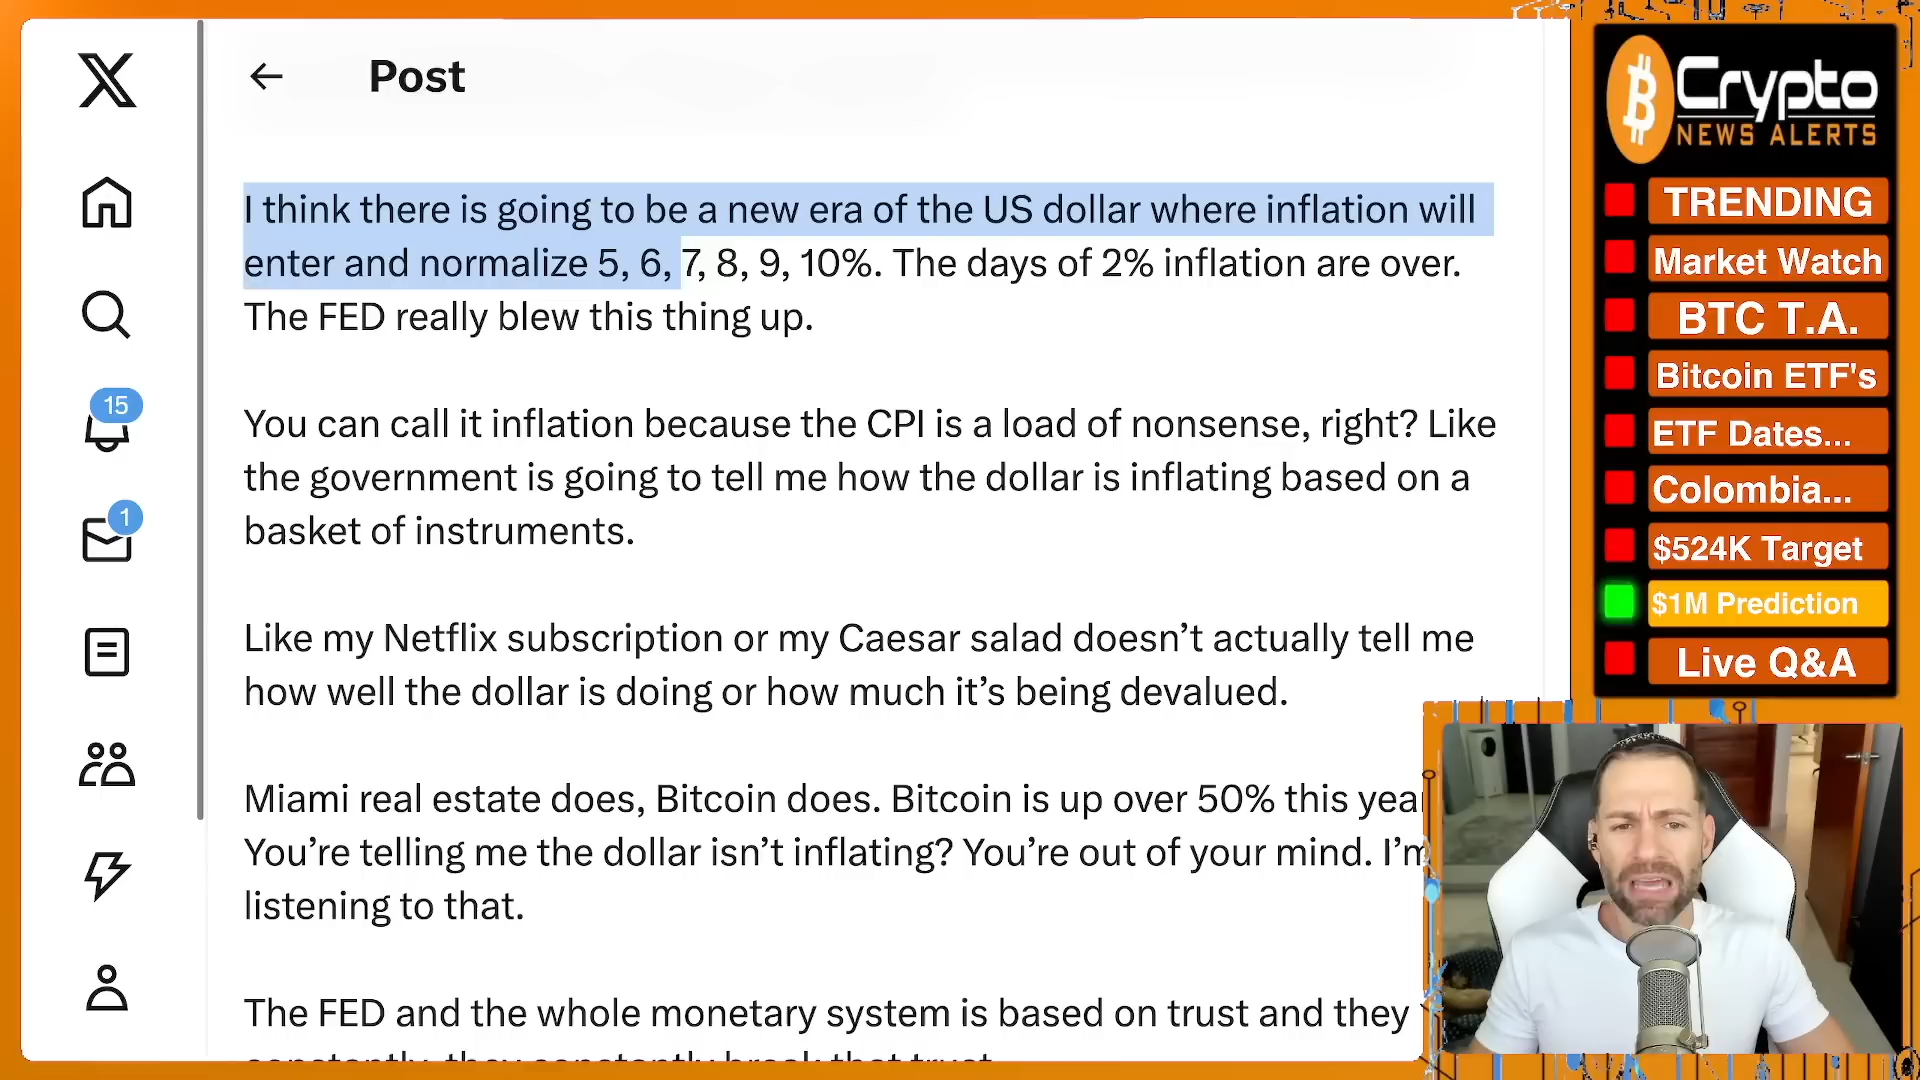 Post
I think there is going to be a new era of the US dollar where inflation will
enter and normalize 5, 6, 7, 8, 9, 10%. The days of 2% inflation are over.
The FED really blew this thing up.
You can call it inflation because the CPI is a load of nonsense, right? Like
the government is going to tell me how the dollar is inflating based on a
basket of instruments.
Like my Netflix subscription or my Caesar salad doesn’t actually tell me
how well the dollar is doing or how much it’s being devalued.
Miami real estate does, Bitcoin does. Bitcoin is up over 50% this year
You’re telling me the dollar isn’t inflating? You’re out of your mind. I’m
listening to that.
The FED and the whole monetary system is based on trust and they
constantly, they constantly break that trust
15
1
Crypto
NEWS ALERTS
TRENDING
Market Watch
BTC T.A.
Bitcoin ETF's
ETF Dates...
Colombia...
$524K Target
$1M Prediction
Live Q&A